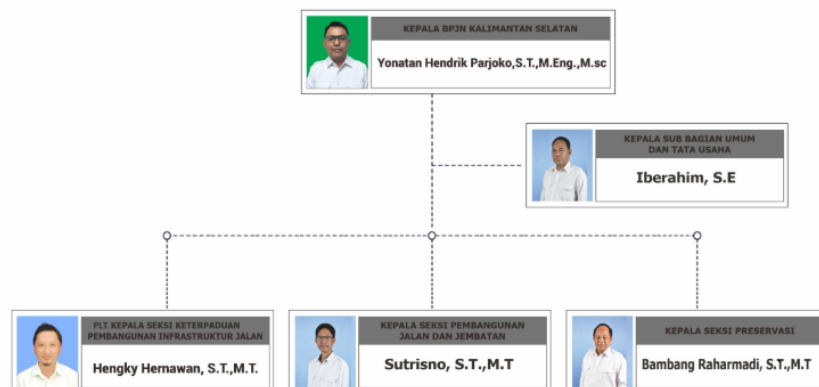 KEPALA BPJN KALIMANTAN SELATAN
Yonatan Hendrik Parjoko,S.T.,M.Eng.,M.sc
KEPALA SUB BAGIAN UMUM
DAN TATA USAHA
Iberahim, S.E
PLT. KEPALA SEKSI KETERPADUAN
PEMBANGUNAN INFRASTRUKTUR JALAN
Hengky Hernawan, S.T.,M.T.
KEPALA SEKSI PEMBANGUNAN
JALAN DAN JEMBATAN
Sutrisno, S.T.,M.T
KEPALA SEKSI PRESERVASI
Bambang Raharmadi, S.T.,M.T